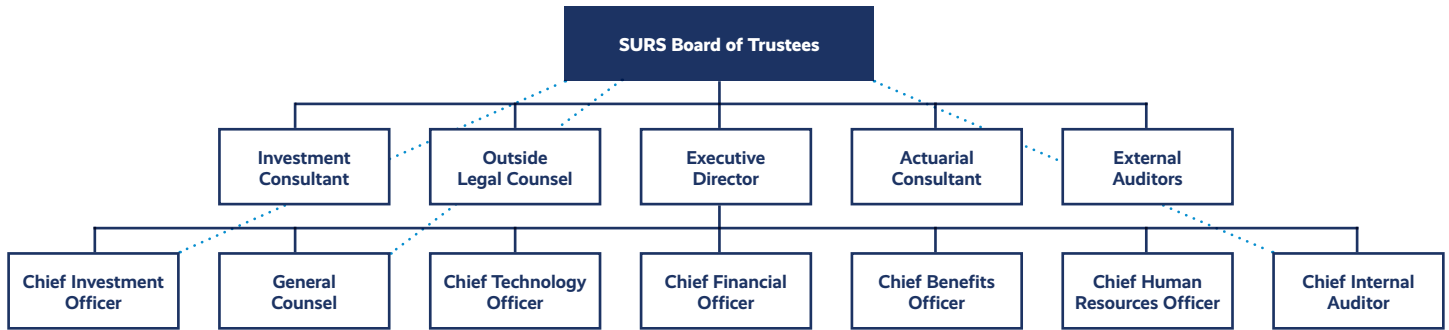 SURS Board of Trustees
Investment
Consultant
Outside
Legal Counsel
Executive
Director
Actuarial
Consultant
External
Auditors
Chief Investment
Officer
General
Counsel
Chief Technology
Officer
Chief Financial
Officer
Chief Benefits
Officer
Chief Human
Resources Officer
Chief Internal
Auditor